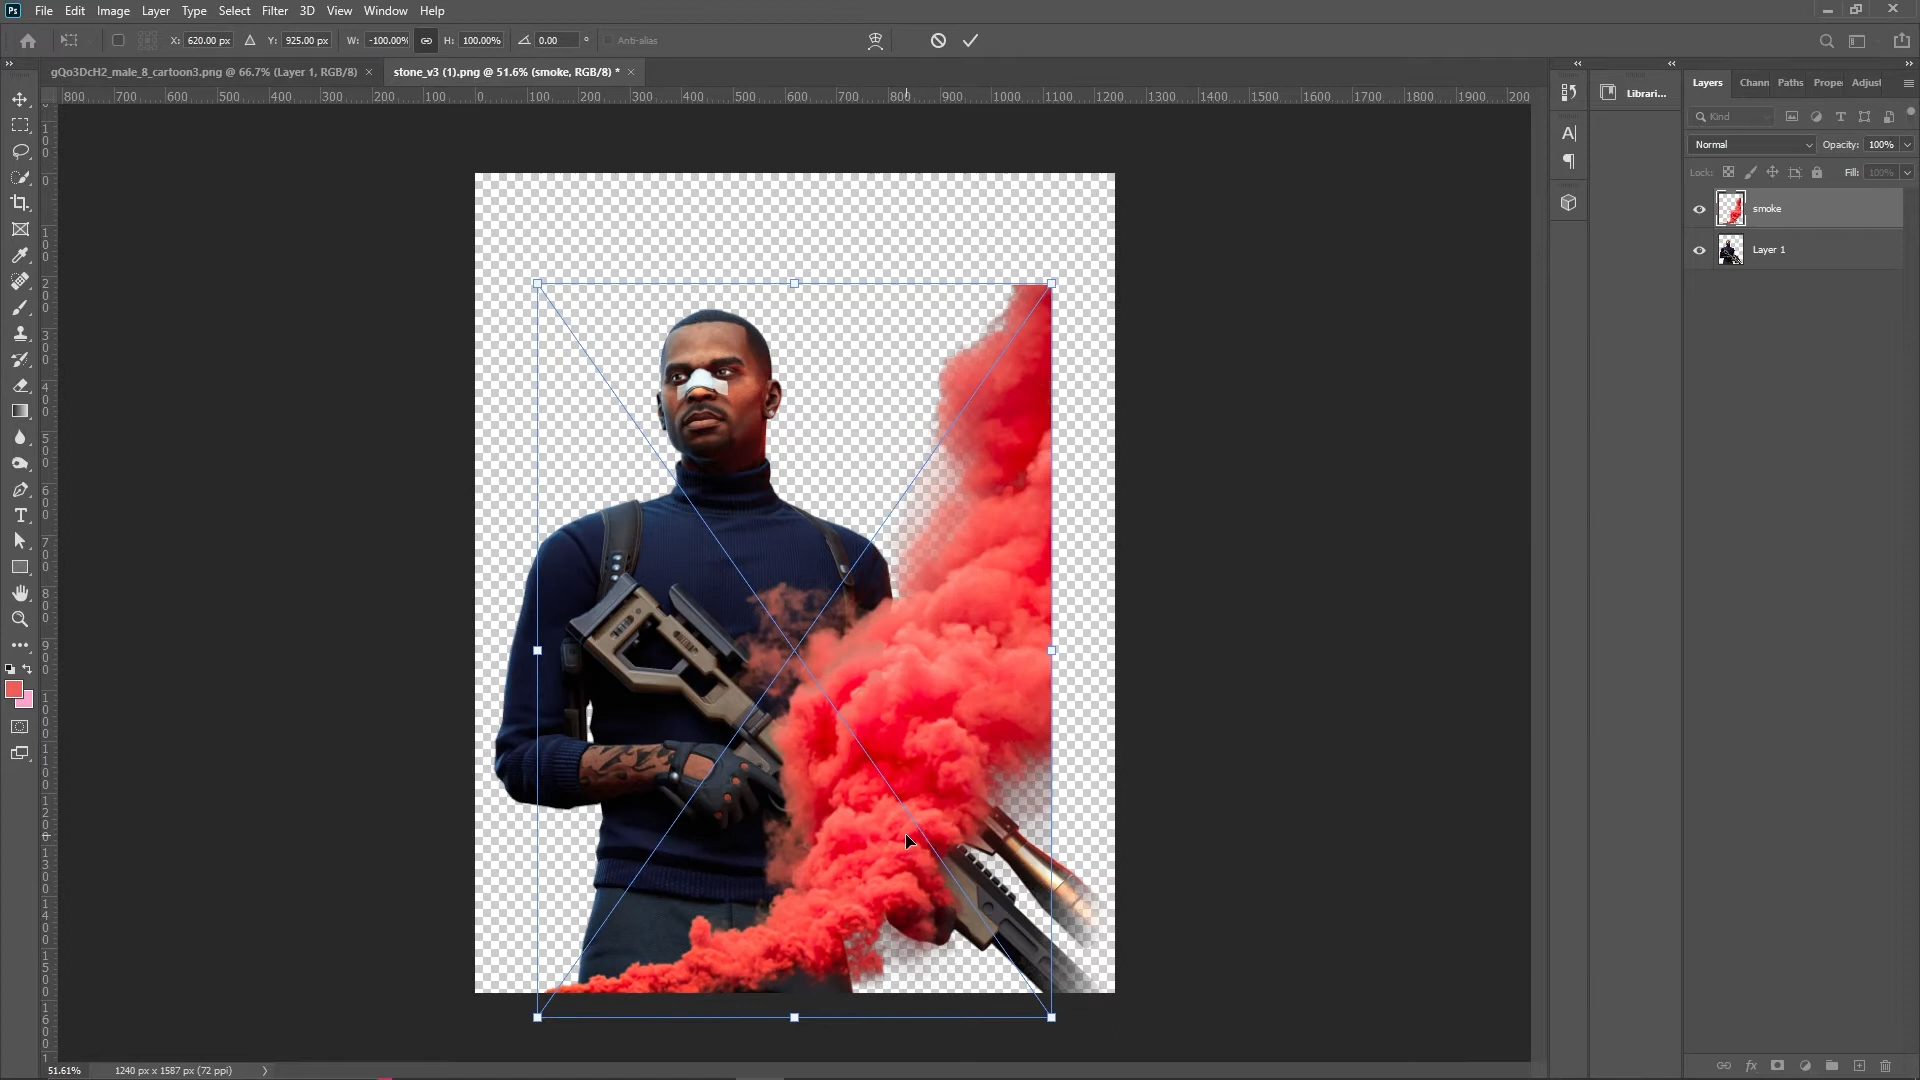 Ps File Edit Image Layer Type Select Filter 3D View Window Help
X: 620.00 px Y: 925.00 px W: -100.00% H: 100.00% 0.00 ° Anti-alias
gQo3DcH2_male_8_cartoon3.png @ 66.7% (Layer 1, RGB/8) × stone_v3 (1).png @ 51.6% (smoke, RGB/8) * ×
800 700 600 500 400 300 200 100 0 100 200 300 400 500 600 700 800 900 1000 1100 1200 1300 1400 1500 1600 1700 1800 1900 200
Librari...
Layers Chann Paths Proper Adjust
Kind
Normal Opacity: 100%
Lock: Fill: 100%
smoke
Layer 1
51.61% 1240 px x 1587 px (72 ppi)